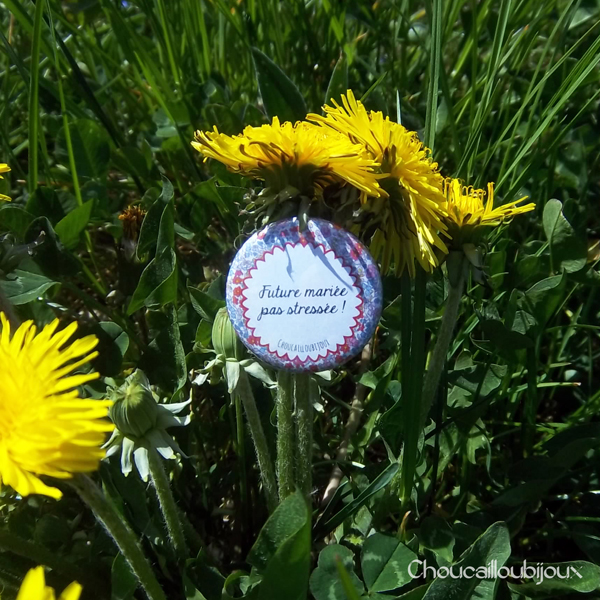 Future mariée
pas stressée !
CHOUCAILLOUBIJOUX
Choucailloubijoux